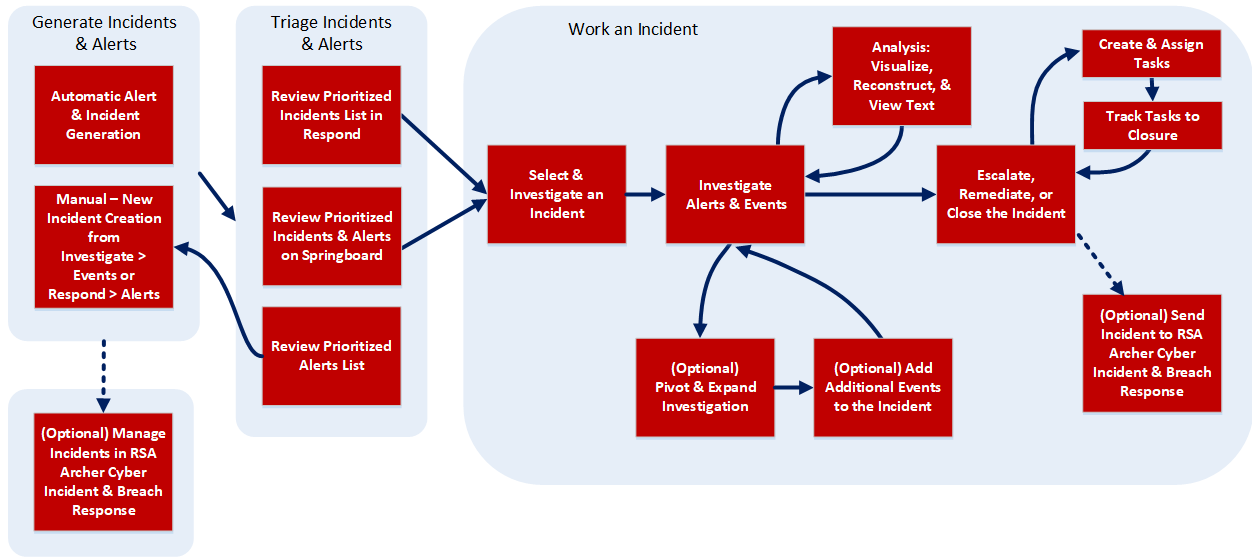 Generate Incidents
& Alerts
Automatic Alert
& Incident
Generation
Manual – New
Incident Creation
from
Investigate >
Events or
Respond > Alerts
(Optional) Manage
Incidents in RSA
Archer Cyber
Incident & Breach
Response
Triage Incidents
& Alerts
Review Prioritized
Incidents List in
Respond
Review Prioritized
Incidents & Alerts
on Springboard
Review Prioritized
Alerts List
Work an Incident
Select &
Investigate an
Incident
Investigate
Alerts & Events
Analysis:
Visualize,
Reconstruct, &
View Text
(Optional)
Pivot & Expand
Investigation
(Optional) Add
Additional Events
to the Incident
Escalate,
Remediate, or
Close the Incident
Create & Assign
Tasks
Track Tasks to
Closure
(Optional) Send
Incident to RSA
Archer Cyber
Incident & Breach
Response